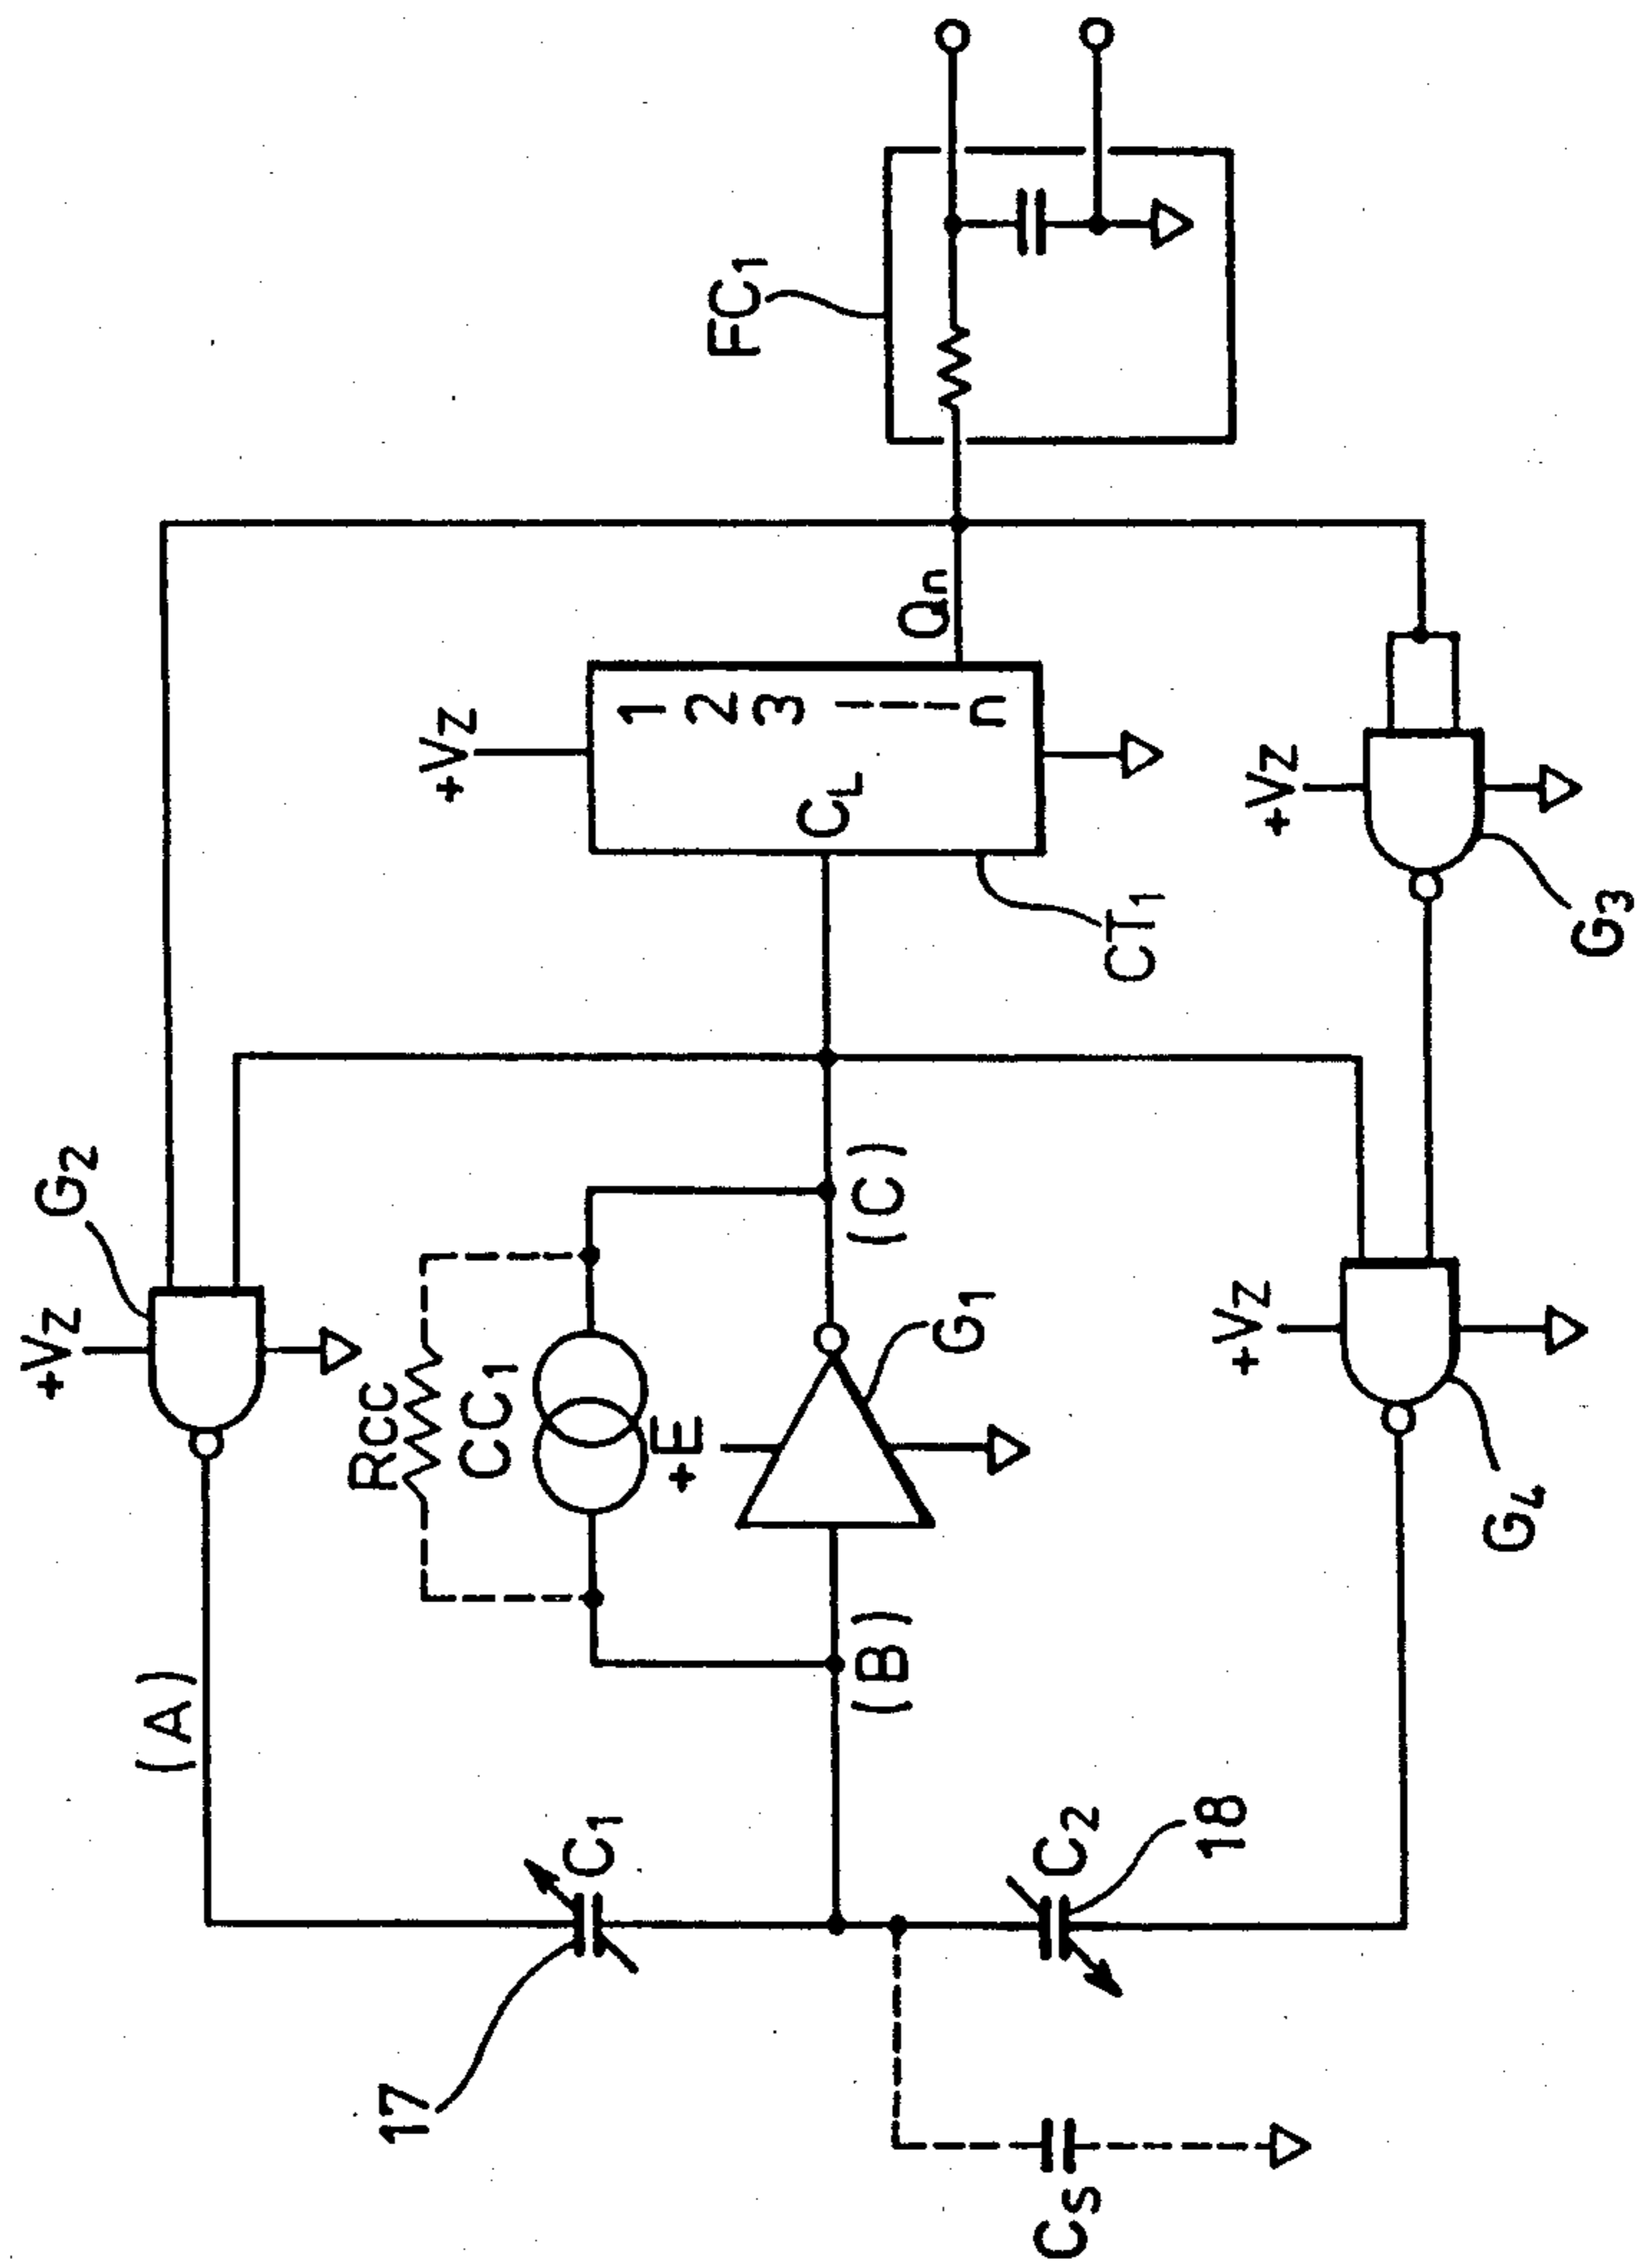 G₂
+Vz
(A)
Rcc
CC₁
+E
G₁
(B)
(C)
17
C₁
C₂
18
Cs
+Vz
1
2
3
n
CL
Qn
CT₁
FC₁
+Vz
G₃
+Vz
G₄